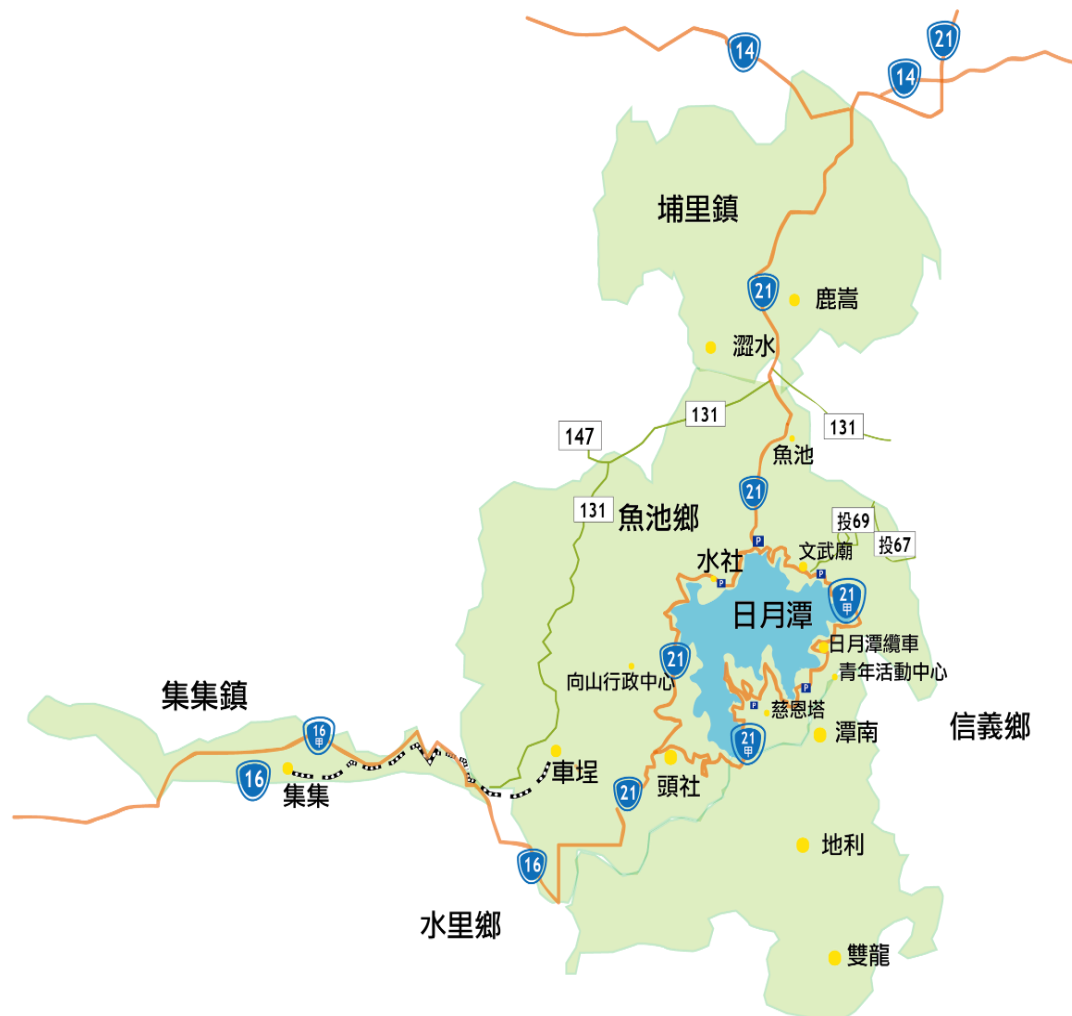 21
14
14
埔里鎮
21
鹿嵩
澀水
131
147
131
魚池
21
131
魚池鄉
投69
投67
文武廟
P
水社
P
P
21甲
日月潭
日月潭纜車
21
向山行政中心
青年活動中心
集集鎮
P
P
慈恩塔
信義鄉
16甲
潭南
21甲
16
集集
車埕
頭社
21
地利
16
水里鄉
雙龍